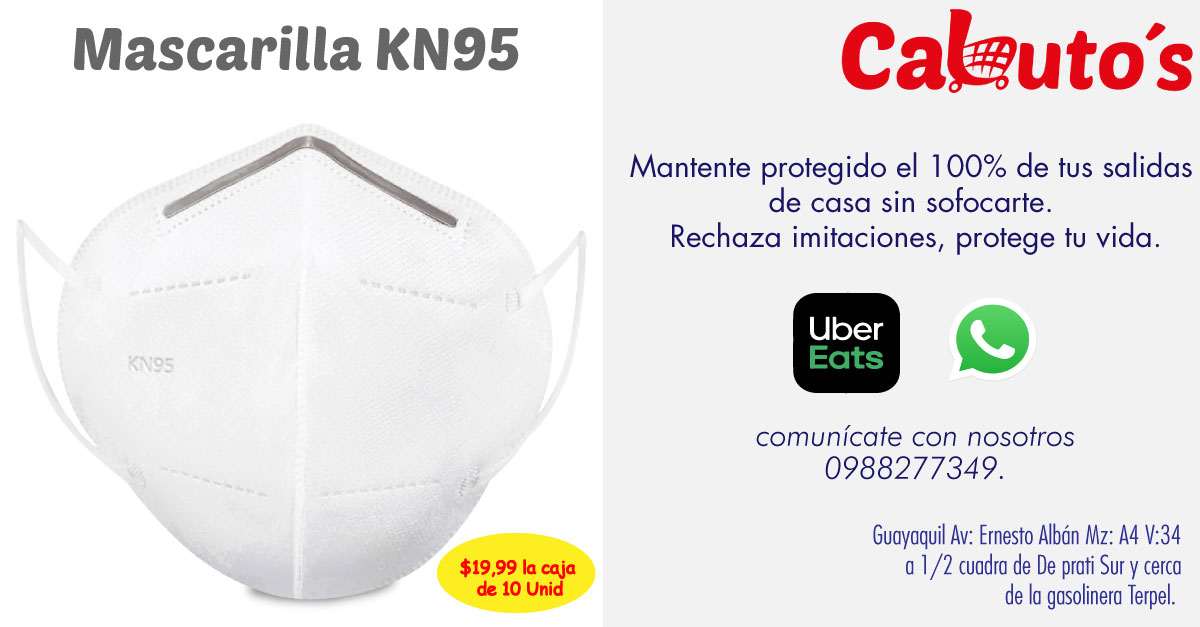 Mascarilla KN95
KN95
$19,99 la caja
de 10 Unid
Cabuto´s
Mantente protegido el 100% de tus salidas
de casa sin sofocarte.
Rechaza imitaciones, protege tu vida.
Uber
Eats
comunícate con nosotros
0988277349.
Guayaquil Av: Ernesto Albán Mz: A4 V:34
a 1/2 cuadra de De prati Sur y cerca
de la gasolinera Terpel.